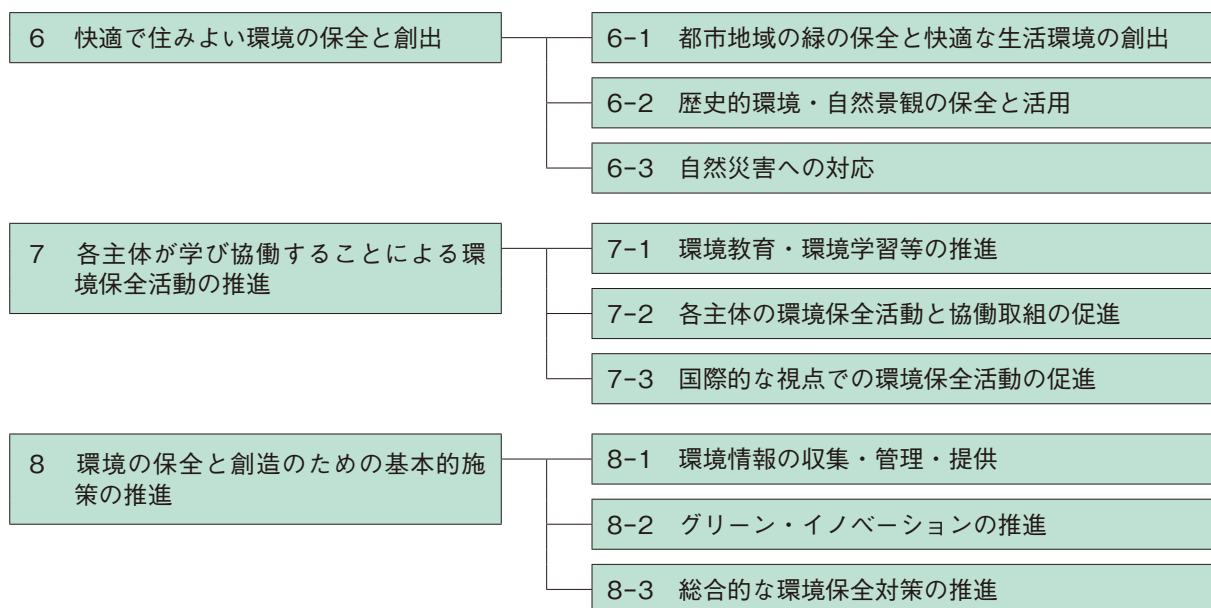 6 快適で住みよい環境の保全と創出
6-1 都市地域の緑の保全と快適な生活環境の創出
6-2 歴史的環境・自然景観の保全と活用
6-3 自然災害への対応
7 各主体が学び協働することによる環
境保全活動の推進
7-1 環境教育・環境学習等の推進
7-2 各主体の環境保全活動と協働取組の促進
7-3 国際的な視点での環境保全活動の促進
8 環境の保全と創造のための基本的施
策の推進
8-1 環境情報の収集・管理・提供
8-2 グリーン・イノベーションの推進
8-3 総合的な環境保全対策の推進